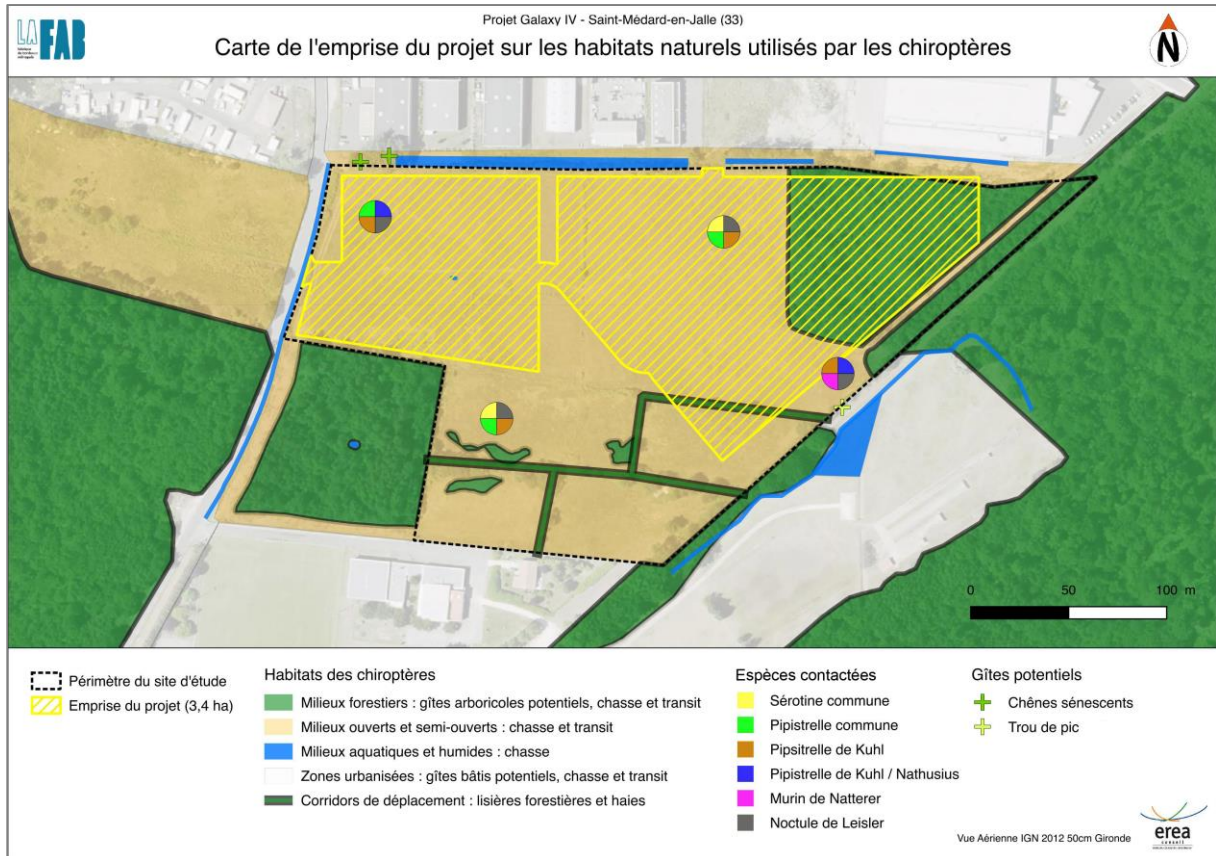 Projet Galaxy IV - Saint-Médard-en-Jalle (33)
LA FAB
Carte de l'emprise du projet sur les habitats naturels utilisés par les chiroptères
N
0 50 100 m
Périmètre du site d'étude
Emprise du projet (3,4 ha)
Habitats des chiroptères
Milieux forestiers : gîtes arboricoles potentiels, chasse et transit
Milieux ouverts et semi-ouverts : chasse et transit
Milieux aquatiques et humides : chasse
Zones urbanisées : gîtes bâtis potentiels, chasse et transit
Corridors de déplacement : lisières forestières et haies
Espèces contactées
Sérotine commune
Pipistrelle commune
Pipsitrelle de Kuhl
Pipistrelle de Kuhl / Nathusius
Murin de Natterer
Noctule de Leisler
Gîtes potentiels
Chênes sénescents
Trou de pic
Vue Aérienne IGN 2012 50cm Gironde
erea
conseil